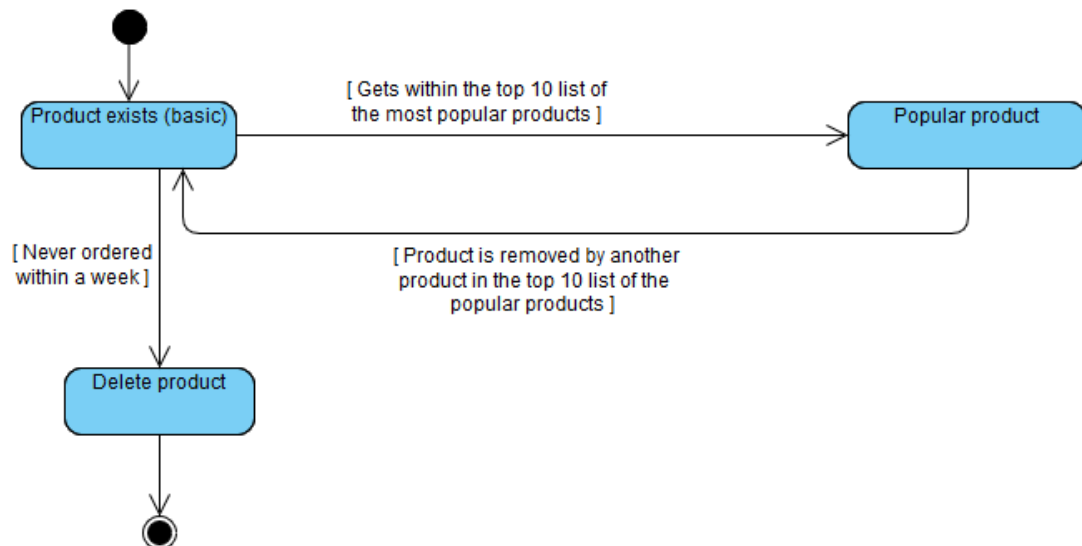 [ Gets within the top 10 list of
the most popular products ]
Product exists (basic)
Popular product
[ Never ordered
within a week ]
[ Product is removed by another
product in the top 10 list of the
popular products ]
Delete product